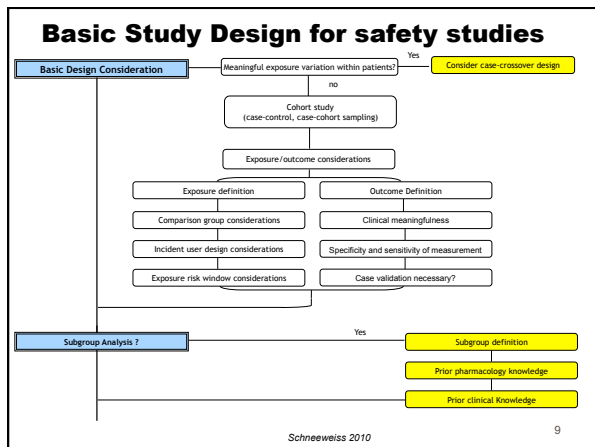 Basic Study Design for safety studies
Basic Design Consideration
Meaningful exposure variation within patients?
Yes
Consider case-crossover design
no
Cohort study
(case-control, case-cohort sampling)
Exposure/outcome considerations
Exposure definition
Outcome Definition
Comparison group considerations
Clinical meaningfulness
Incident user design considerations
Specificity and sensitivity of measurement
Exposure risk window considerations
Case validation necessary?
Subgroup Analysis ?
Yes
Subgroup definition
Prior pharmacology knowledge
Prior clinical Knowledge
Schneeweiss 2010
9